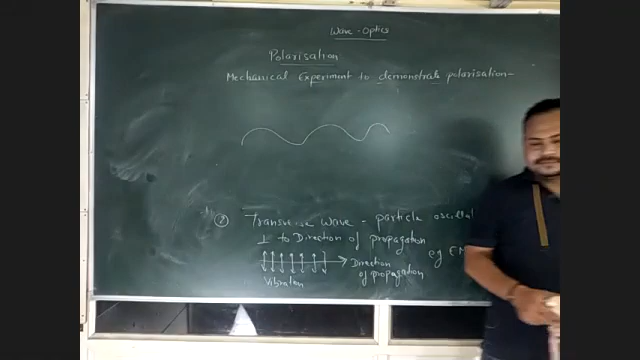 Wave-Optics
Polarisation
Mechanical Experiment to demonstrate polarisation-
② Transverse Wave - particle oscillat
⊥ to Direction of propagation
eg EM
Direction
of propagation
Vibration